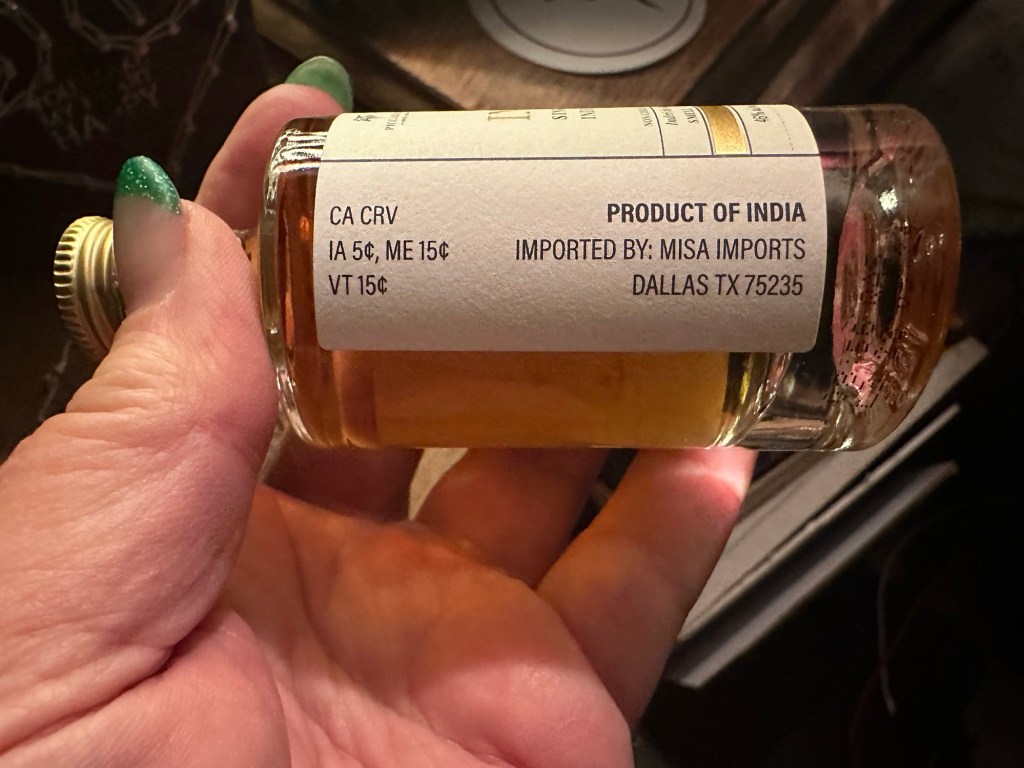 CA CRV
IA 5¢, ME 15¢
VT 15¢
PRODUCT OF INDIA
IMPORTED BY: MISA IMPORTS
DALLAS TX 75235